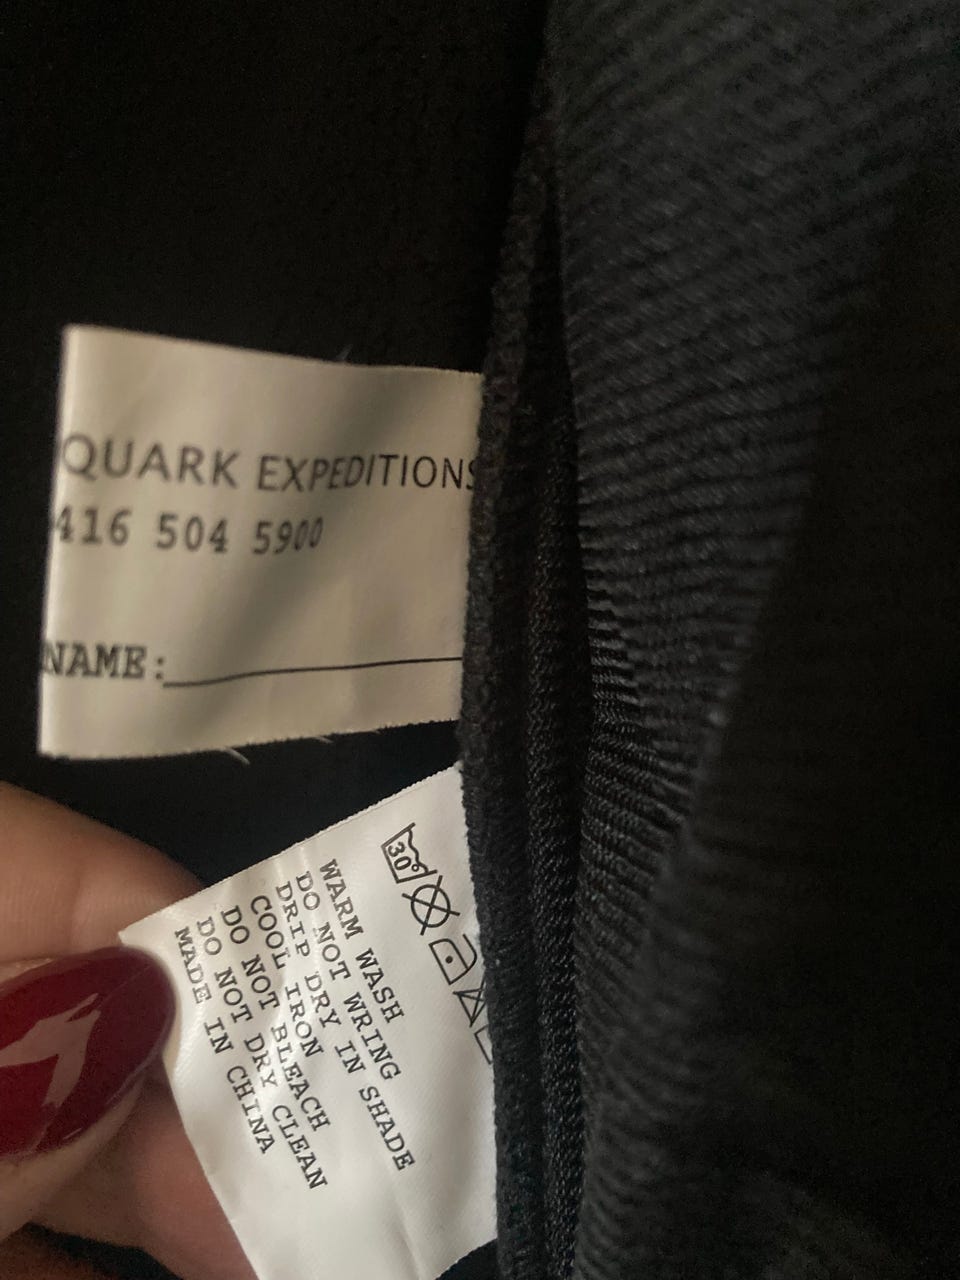 QUARK EXPEDITIONS
416 504 5900
NAME:
30°
WARM WASH
DO NOT WRING
DRIP DRY IN SHADE
COOL IRON
DO NOT BLEACH
DO NOT DRY CLEAN
MADE IN CHINA